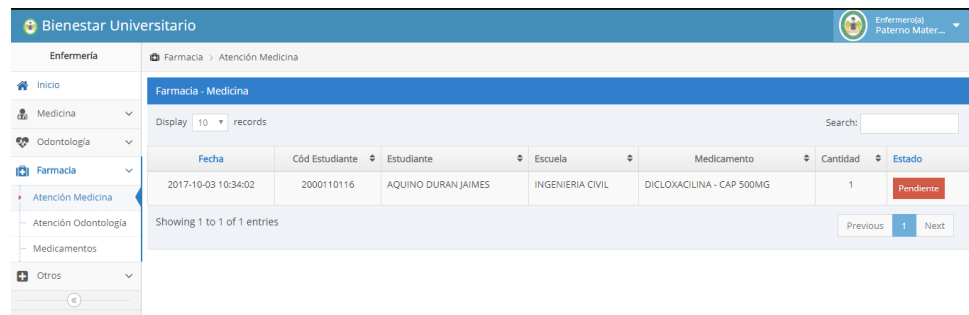 Bienestar Universitario
Enfermero(a)
Paterno Mater...
Enfermería
Farmacia > Atención Medicina
Inicio
Medicina
Odontología
Farmacia
Atención Medicina
Atención Odontología
Medicamentos
Otros
Farmacia - Medicina
Display 10 records
Search:
Fecha Cód Estudiante Estudiante Escuela Medicamento Cantidad Estado
2017-10-03 10:34:02 2000110116 AQUINO DURAN JAIMES INGENIERIA CIVIL DICLOXACILINA - CAP 500MG 1 Pendiente
Showing 1 to 1 of 1 entries
Previous 1 Next